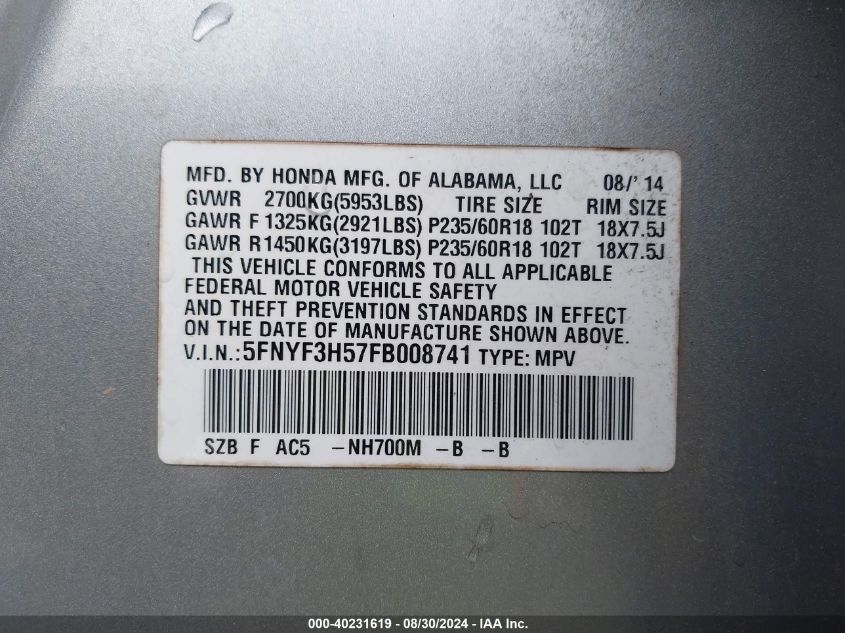 MFD. BY HONDA MFG. OF ALABAMA, LLC 08/'14
GVWR 2700KG(5953LBS) TIRE SIZE RIM SIZE
GAWR F 1325KG(2921LBS) P235/60R18 102T 18X7.5J
GAWR R1450KG(3197LBS) P235/60R18 102T 18X7.5J
THIS VEHICLE CONFORMS TO ALL APPLICABLE
FEDERAL MOTOR VEHICLE SAFETY
AND THEFT PREVENTION STANDARDS IN EFFECT
ON THE DATE OF MANUFACTURE SHOWN ABOVE.
V.I.N.:5FNYF3H57FB008741 TYPE: MPV
SZB F AC5 -NH700M -B -B
000-40231619 - 08/30/2024 - IAA Inc.